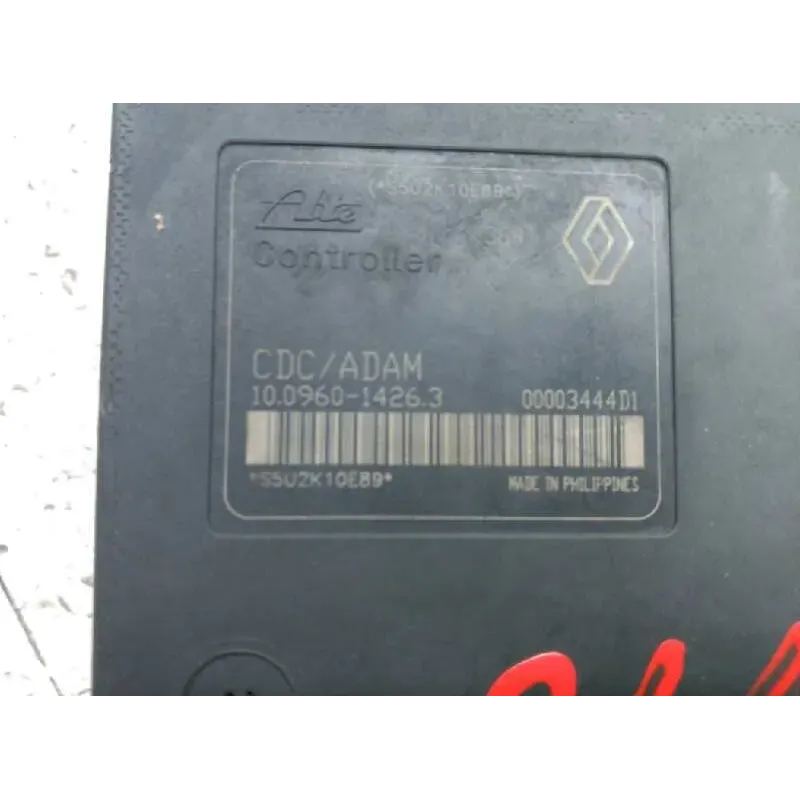 (*S5U2K10E89*)
Ate
Controller
CDC/ADAM
10.0960-1426.3 00003444D1
*S5U2K10E89*
MADE IN PHILIPPINES